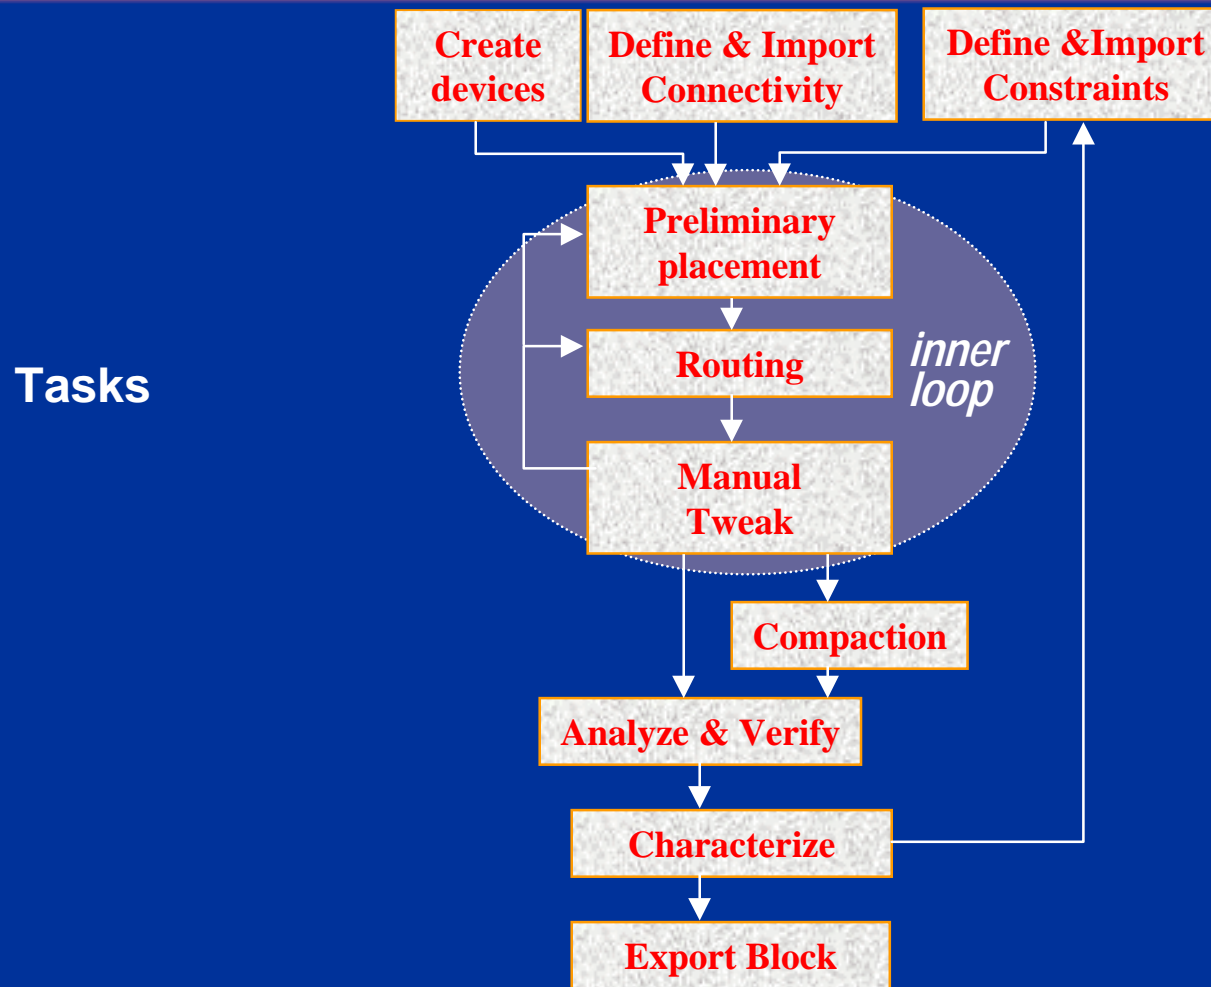 Create
devices
Define & Import
Connectivity
Define &Import
Constraints
Preliminary
placement
Routing
inner
loop
Tasks
Manual
Tweak
Compaction
Analyze & Verify
Characterize
Export Block